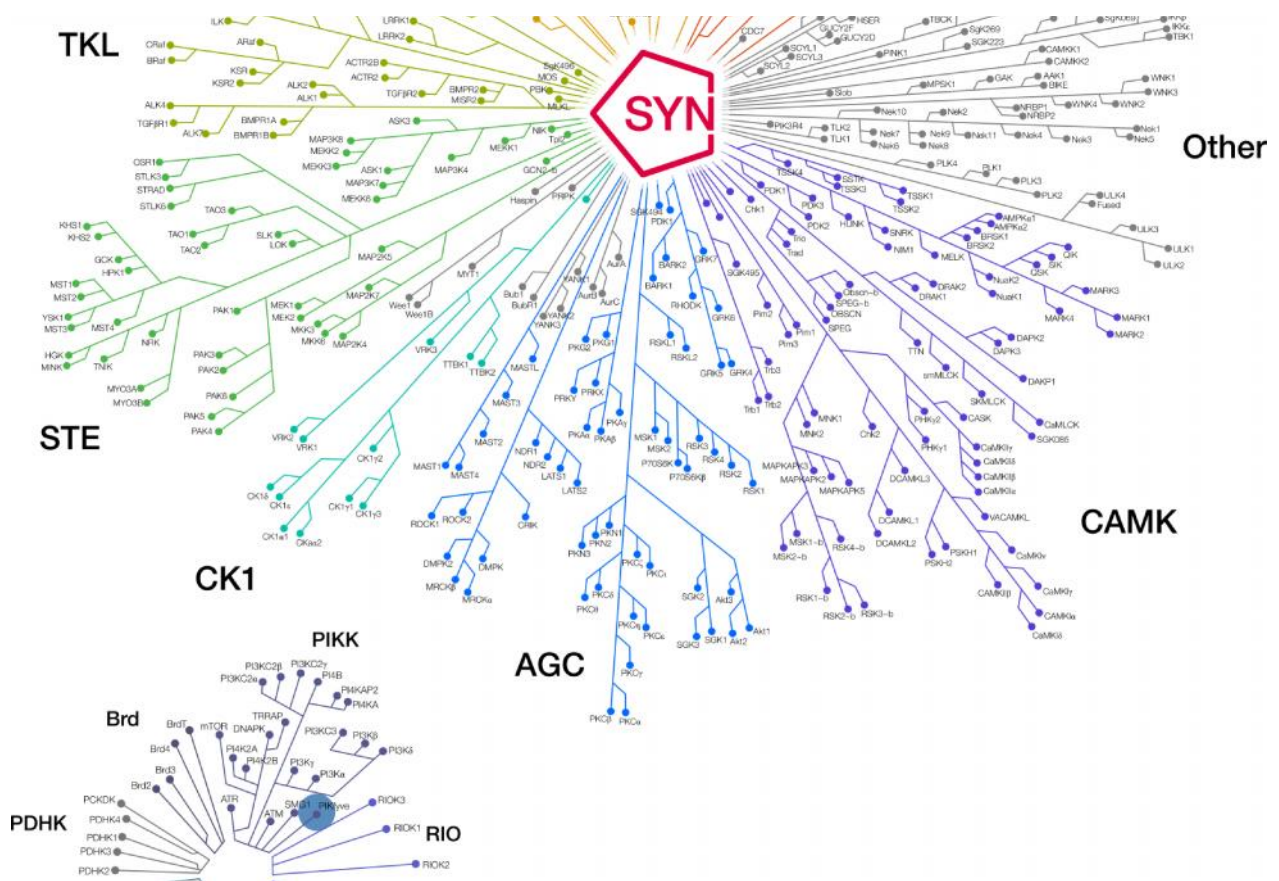 ILK
LRRK1
LRRK2
CDC7
HSER
GUCY2F
GUCY2D
TBCK
SgK269
SGK223
IKKε
TBK1
TKL
CRaf
BRaf
ARaf
KSR
KSR2
ACTR2B
ACTR2
TGFβR2
BMPR2
MISR2
SgK496
MOS
PBK
MLKL
SYN
SCYL1
SCYL3
SCYL2
PINK1
CAMKK1
CAMKK2
ALK4
TGFβR1
ALK7
ALK2
ALK1
BMPR1A
BMPR1B
Slob
MPSK1
GAK
AAK1
BIKE
WNK1
WNK3
WNK4
WNK2
NRBP1
NRBP2
ASK3
MAP3K8
MEKK2
MEKK3
ASK1
MAP3K7
MEKK6
MAP3K4
MEKK1
NIK
Tpl2
GCN2-b
PIK3R4
TLK2
TLK1
Nek10
Nek2
Nek7
Nek6
Nek9
Nek8
Nek11
Nek4
Nek3
Nek1
Nek5
Other
OSR1
STLK3
STRAD
STLK6
TAO3
TAO1
TAO2
SLK
LOK
MAP2K5
Haspin
PRPK
SGK494
PDK1
TSSK4
SSTK
TSSK3
TSSK1
TSSK2
PLK4
PLK1
PLK3
PLK2
ULK4
Fused
ULK3
ULK1
ULK2
KHS1
KHS2
GCK
HPK1
MST1
MST2
YSK1
MST3
MST4
HGK
MINK
TNIK
NRK
MYO3A
MYO3B
PAK1
PAK3
PAK2
PAK6
PAK5
PAK4
MEK1
MEK2
MKK3
MKK6
MAP2K7
MAP2K4
MYT1
Wee1
Wee1B
STE
Bub1
BubR1
YANK1
YANK2
YANK3
AurA
AurB
AurC
BARK2
BARK1
GRK7
RHODK
GRK6
GRK5
GRK4
Chk1
PDK1
PDK3
PDK2
Trio
Trad
HUNK
SNRK
NIM1
MELK
AMPKα1
AMPKα2
BRSK1
BRSK2
QIK
SIK
QSK
NuaK2
NuaK1
MARK3
MARK4
MARK1
MARK2
SGK495
Pim2
Pim1
Pim3
Trb3
Trb1
Trb2
Obscn-b
SPEG-b
OBSCN
SPEG
DRAK2
DRAK1
TTN
smMLCK
DAPK2
DAPK3
DAKP1
SKMLCK
CASK
CaMLCK
SGK085
VRK3
VRK2
VRK1
TTBK1
TTBK2
CK1γ2
CK1γ1
CK1γ3
CK1δ
CK1ε
CK1α1
CKαs2
CK1
MASTL
MAST3
MAST2
MAST1
MAST4
PKG2
PKG1
PRKY
PRKX
PKAγ
PKAα
PKAβ
RSKL1
RSKL2
NDR1
NDR2
LATS1
LATS2
MSK1
MSK2
P70S6K
P70S6Kβ
RSK3
RSK4
RSK2
RSK1
ROCK1
ROCK2
CRIK
DMPK2
DMPK
MRCKβ
MRCKα
PKN3
PKN2
PKN1
PKCζ
PKCι
PKCδ
PKCθ
PKCη
PKCε
PKCγ
PKCβ
PKCα
SGK2
SGK3
SGK1
Akt3
Akt2
Akt1
AGC
MNK1
MNK2
MAPKAPK3
MAPKAPK2
MAPKAPK5
Chk2
PHKγ2
PHKγ1
DCAMKL3
DCAMKL1
DCAMKL2
CaMKIIγ
CaMKIIδ
CaMKIIβ
CaMKIIα
VACAMKL
PSKH1
PSKH2
CaMKIv
CaMKIγ
CAMKIIβ
CaMKIα
CaMKIδ
MSK1-b
MSK2-b
RSK4-b
RSK1-b
RSK2-b
RSK3-b
CAMK
PIKK
PI3KC2γ
PI3KC2β
PI3KC2α
PI4B
PI4KAP2
PI4KA
Brd
BrdT
Brd4
Brd3
Brd2
mTOR
TRRAP
DNAPK
PI4K2A
PI4K2B
PI3KC3
PI3Kβ
PI3Kδ
PI3Kγ
PI3Kα
ATR
ATM
SMG1
PIKfyve
PDHK
PCKDK
PDHK4
PDHK1
PDHK3
PDHK2
RIOK3
RIOK1
RIO
RIOK2